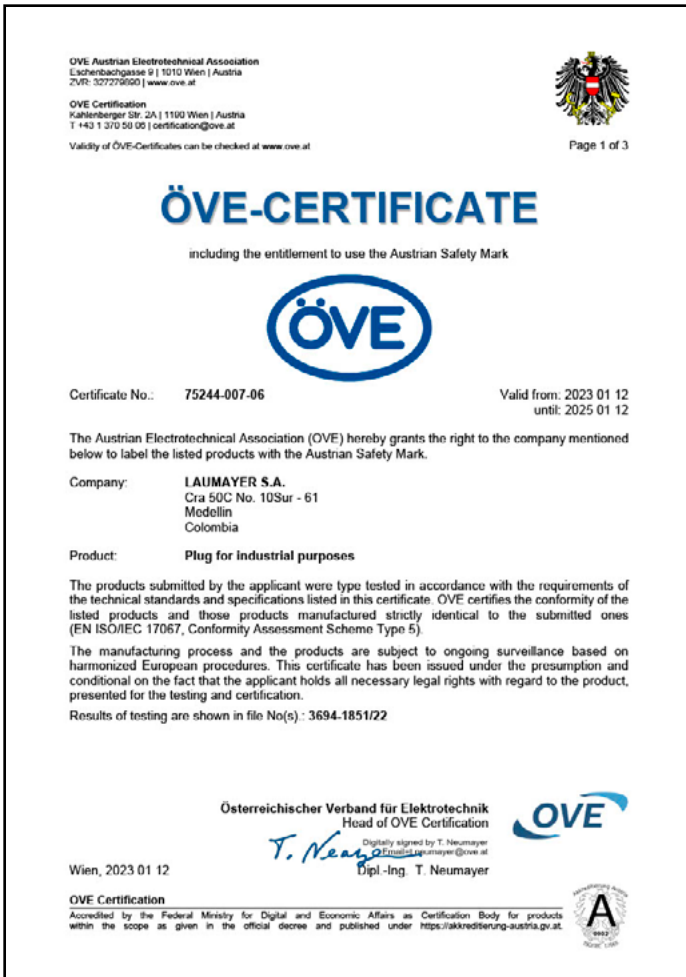 OVE Austrian Electrotechnical Association
Eschenbachgasse 9 | 1010 Wien | Austria
ZVR: 327279890 | www.ove.at
OVE Certification
Kahlenberger Str. 2A | 1190 Wien | Austria
T +43 1 370 58 06 | certification@ove.at
Validity of ÖVE-Certificates can be checked at www.ove.at
Page 1 of 3
ÖVE-CERTIFICATE
including the entitlement to use the Austrian Safety Mark
ÖVE
Certificate No.: 75244-007-06
Valid from: 2023 01 12
until: 2025 01 12
The Austrian Electrotechnical Association (OVE) hereby grants the right to the company mentioned
below to label the listed products with the Austrian Safety Mark.
Company: LAUMAYER S.A.
Cra 50C No. 10Sur - 61
Medellin
Colombia
Product: Plug for industrial purposes
The products submitted by the applicant were type tested in accordance with the requirements of
the technical standards and specifications listed in this certificate. OVE certifies the conformity of the
listed products and those products manufactured strictly identical to the submitted ones
(EN ISO/IEC 17067, Conformity Assessment Scheme Type 5).
The manufacturing process and the products are subject to ongoing surveillance based on
harmonized European procedures. This certificate has been issued under the presumption and
conditional on the fact that the applicant holds all necessary legal rights with regard to the product,
presented for the testing and certification.
Results of testing are shown in file No(s).: 3694-1851/22
Österreichischer Verband für Elektrotechnik
Head of OVE Certification
OVE
T. Neumayer
Digitally signed by T. Neumayer
Email=t.neumayer@ove.at
Wien, 2023 01 12
Dipl.-Ing. T. Neumayer
OVE Certification
Accredited by the Federal Ministry for Digital and Economic Affairs as Certification Body for products
within the scope as given in the official decree and published under https://akkreditierung-austria.gv.at.
A